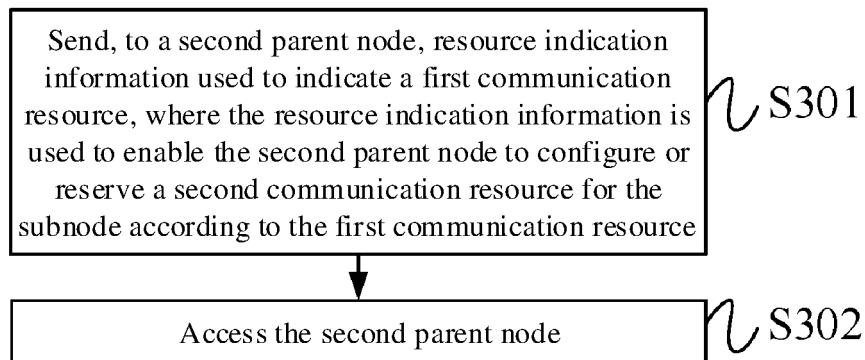 Send, to a second parent node, resource indication
information used to indicate a first communication
resource, where the resource indication information is
used to enable the second parent node to configure or
reserve a second communication resource for the
subnode according to the first communication resource
S301
Access the second parent node
S302